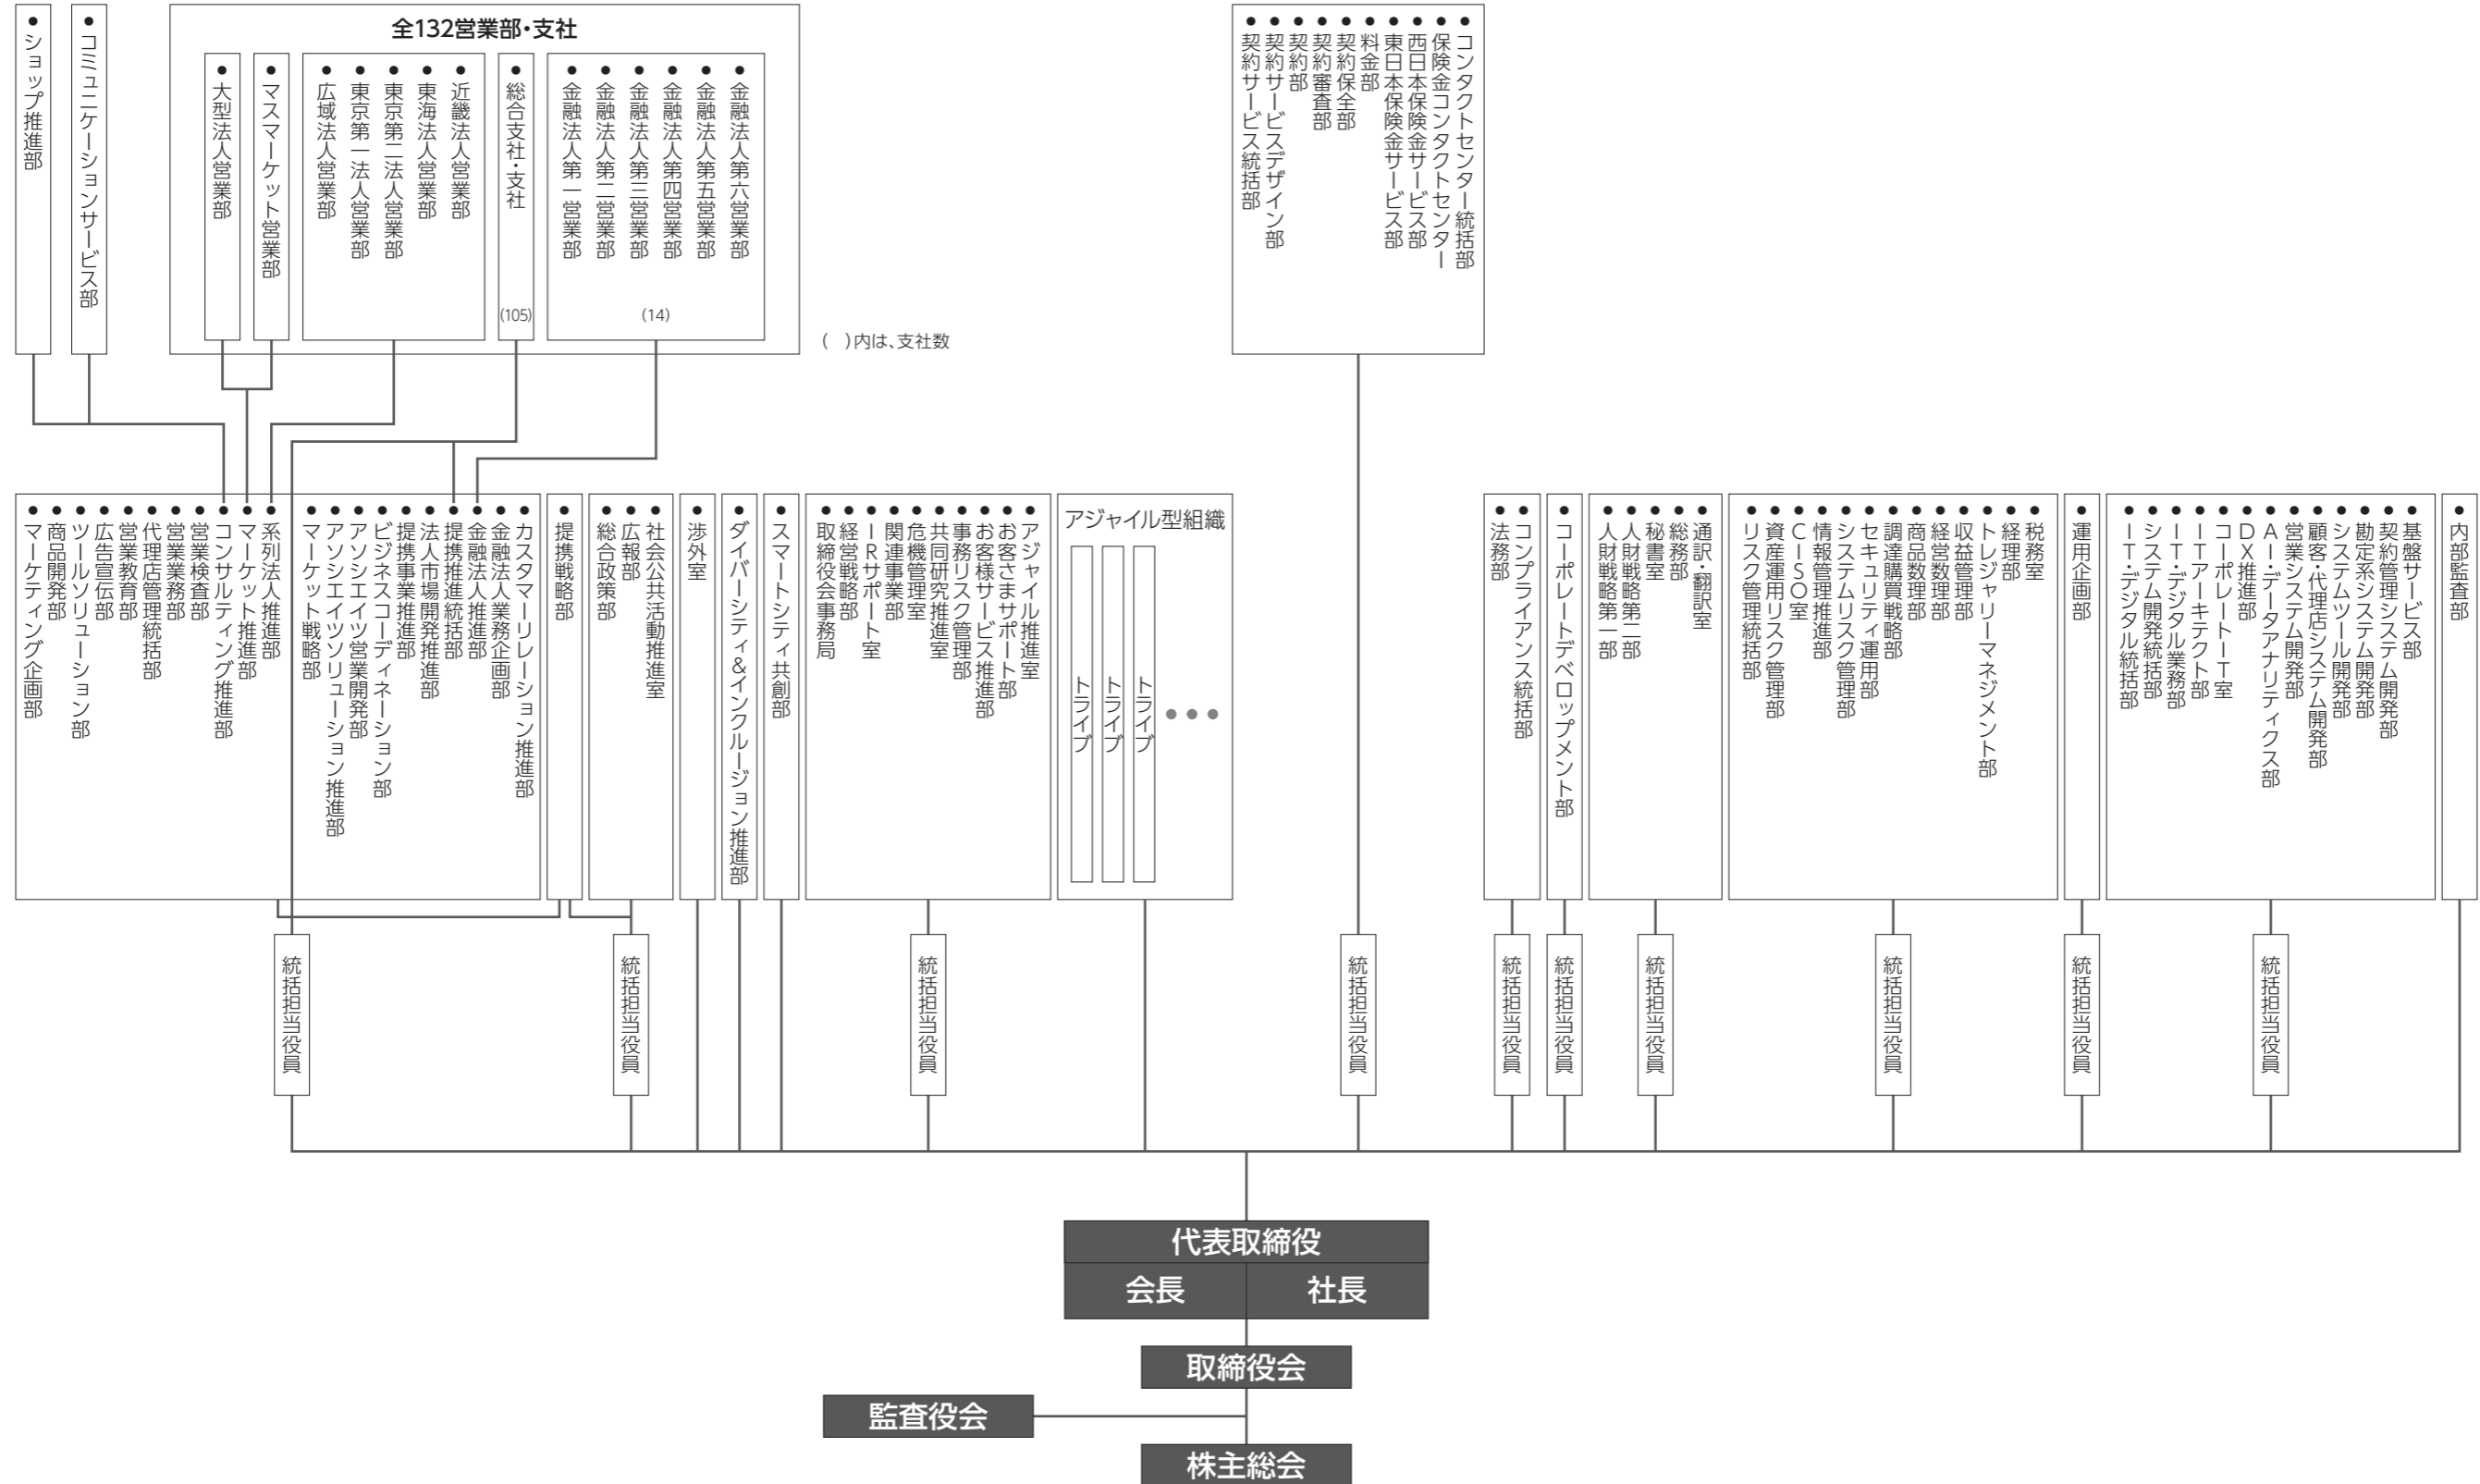 ショップ推進部
コミュニケーションサービス部
全132営業部・支社
大型法人営業部
マスマーケット営業部
広域法人営業部
東京第一法人営業部
東京第二法人営業部
東海法人営業部
近畿法人営業部
総合支社・支社
(105)
金融法人第一営業部
金融法人第二営業部
金融法人第三営業部
金融法人第四営業部
金融法人第五営業部
金融法人第六営業部
(14)
( )内は、支社数
契約サービス統括部
契約サービスデザイン部
契約部
契約審査部
契約保全部
料金部
東日本保険金サービス部
西日本保険金サービス部
保険金コンタクトセンター
コンタクトセンター統括部
マーケティング企画部
商品開発部
ツールソリューション部
広告宣伝部
営業教育部
代理店管理統括部
営業業務部
営業検査部
コンサルティング推進部
マーケット推進部
系列法人推進部
マーケット戦略部
アソシエイツソリューション推進部
アソシエイツ営業開発部
ビジネスコーディネーション部
提携事業推進部
法人市場開発推進部
提携推進統括部
金融法人推進部
金融法人業務企画部
カスタマーリレーション推進部
提携戦略部
総合政策部
広報部
社会公共活動推進室
渉外室
ダイバーシティ&インクルージョン推進部
スマートシティ共創部
取締役会事務局
経営戦略部
IRサポート室
関連事業部
危機管理室
共同研究推進室
事務リスク管理部
お客様サービス推進部
お客さまサポート部
アジャイル推進室
アジャイル型組織
トライブ
トライブ
トライブ
法務部
コンプライアンス統括部
コーポレートデベロップメント部
人財戦略第一部
人財戦略第二部
秘書室
総務部
通訳・翻訳室
リスク管理統括部
資産運用リスク管理部
CISO室
情報管理推進部
システムリスク管理部
セキュリティ運用部
調達購買戦略部
商品数理部
経営数理部
収益管理部
トレジャリーマネジメント部
経理部
税務室
運用企画部
IT・デジタル統括部
システム開発統括部
IT・デジタル業務部
ITアーキテクト部
コーポレートIT室
DX推進部
AI・データアナリティクス部
営業システム開発部
顧客・代理店システム開発部
システムツール開発部
勘定系システム開発部
契約管理システム開発部
基盤サービス部
内部監査部
統括担当役員
統括担当役員
統括担当役員
統括担当役員
統括担当役員
統括担当役員
統括担当役員
統括担当役員
統括担当役員
統括担当役員
代表取締役
会長
社長
取締役会
監査役会
株主総会